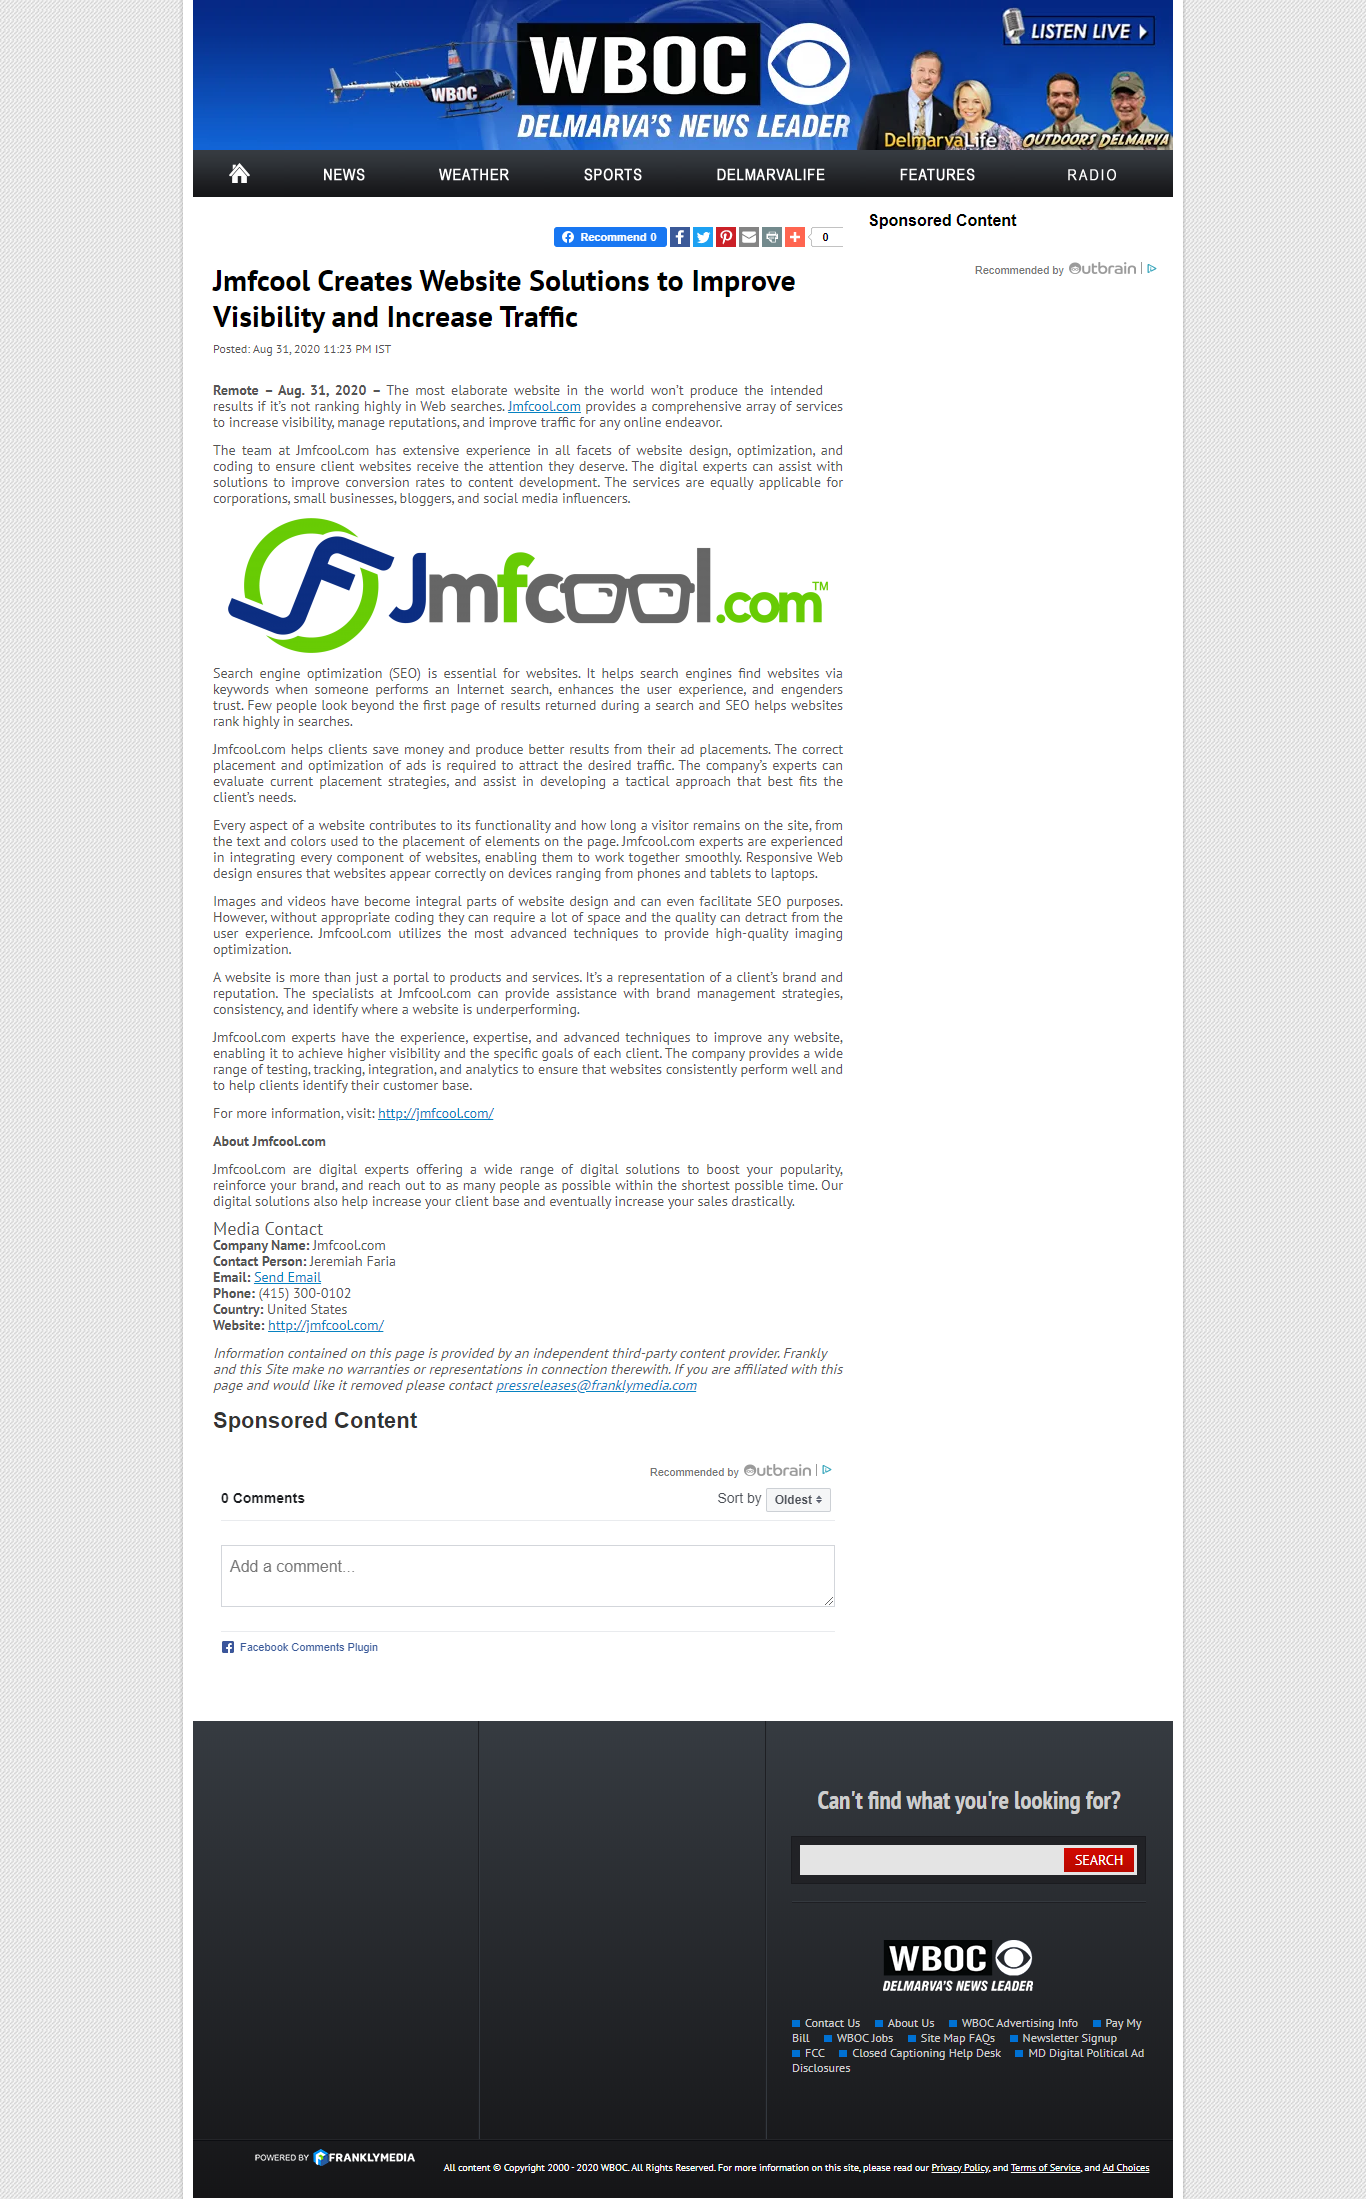 LISTEN LIVE
N216HD
WBOC
WBOC
DELMARVA'S NEWS LEADER
DelmarvaLife
OUTDOORS DELMARVA
NEWS WEATHER SPORTS DELMARVALIFE FEATURES RADIO
Sponsored Content
Recommend 0
0
Recommended by Outbrain
Jmfcool Creates Website Solutions to Improve
Visibility and Increase Traffic
Posted: Aug 31, 2020 11:23 PM IST
Remote – Aug. 31, 2020 – The most elaborate website in the world won’t produce the intended
results if it’s not ranking highly in Web searches. Jmfcool.com provides a comprehensive array of services
to increase visibility, manage reputations, and improve traffic for any online endeavor.
The team at Jmfcool.com has extensive experience in all facets of website design, optimization, and
coding to ensure client websites receive the attention they deserve. The digital experts can assist with
solutions to improve conversion rates to content development. The services are equally applicable for
corporations, small businesses, bloggers, and social media influencers.
Jmfcool.com™
Search engine optimization (SEO) is essential for websites. It helps search engines find websites via
keywords when someone performs an Internet search, enhances the user experience, and engenders
trust. Few people look beyond the first page of results returned during a search and SEO helps websites
rank highly in searches.
Jmfcool.com helps clients save money and produce better results from their ad placements. The correct
placement and optimization of ads is required to attract the desired traffic. The company’s experts can
evaluate current placement strategies, and assist in developing a tactical approach that best fits the
client’s needs.
Every aspect of a website contributes to its functionality and how long a visitor remains on the site, from
the text and colors used to the placement of elements on the page. Jmfcool.com experts are experienced
in integrating every component of websites, enabling them to work together smoothly. Responsive Web
design ensures that websites appear correctly on devices ranging from phones and tablets to laptops.
Images and videos have become integral parts of website design and can even facilitate SEO purposes.
However, without appropriate coding they can require a lot of space and the quality can detract from the
user experience. Jmfcool.com utilizes the most advanced techniques to provide high-quality imaging
optimization.
A website is more than just a portal to products and services. It’s a representation of a client’s brand and
reputation. The specialists at Jmfcool.com can provide assistance with brand management strategies,
consistency, and identify where a website is underperforming.
Jmfcool.com experts have the experience, expertise, and advanced techniques to improve any website,
enabling it to achieve higher visibility and the specific goals of each client. The company provides a wide
range of testing, tracking, integration, and analytics to ensure that websites consistently perform well and
to help clients identify their customer base.
For more information, visit: http://jmfcool.com/
About Jmfcool.com
Jmfcool.com are digital experts offering a wide range of digital solutions to boost your popularity,
reinforce your brand, and reach out to as many people as possible within the shortest possible time. Our
digital solutions also help increase your client base and eventually increase your sales drastically.
Media Contact
Company Name: Jmfcool.com
Contact Person: Jeremiah Faria
Email: Send Email
Phone: (415) 300-0102
Country: United States
Website: http://jmfcool.com/
Information contained on this page is provided by an independent third-party content provider. Frankly
and this Site make no warranties or representations in connection therewith. If you are affiliated with this
page and would like it removed please contact pressreleases@franklymedia.com
Sponsored Content
Recommended by Outbrain
0 Comments Sort by Oldest
Add a comment...
Facebook Comments Plugin
Can't find what you're looking for?
SEARCH
WBOC
DELMARVA'S NEWS LEADER
Contact Us About Us WBOC Advertising Info Pay My
Bill WBOC Jobs Site Map FAQs Newsletter Signup
FCC Closed Captioning Help Desk MD Digital Political Ad
Disclosures
POWERED BY FRANKLYMEDIA
All content © Copyright 2000 - 2020 WBOC. All Rights Reserved. For more information on this site, please read our Privacy Policy, and Terms of Service, and Ad Choices